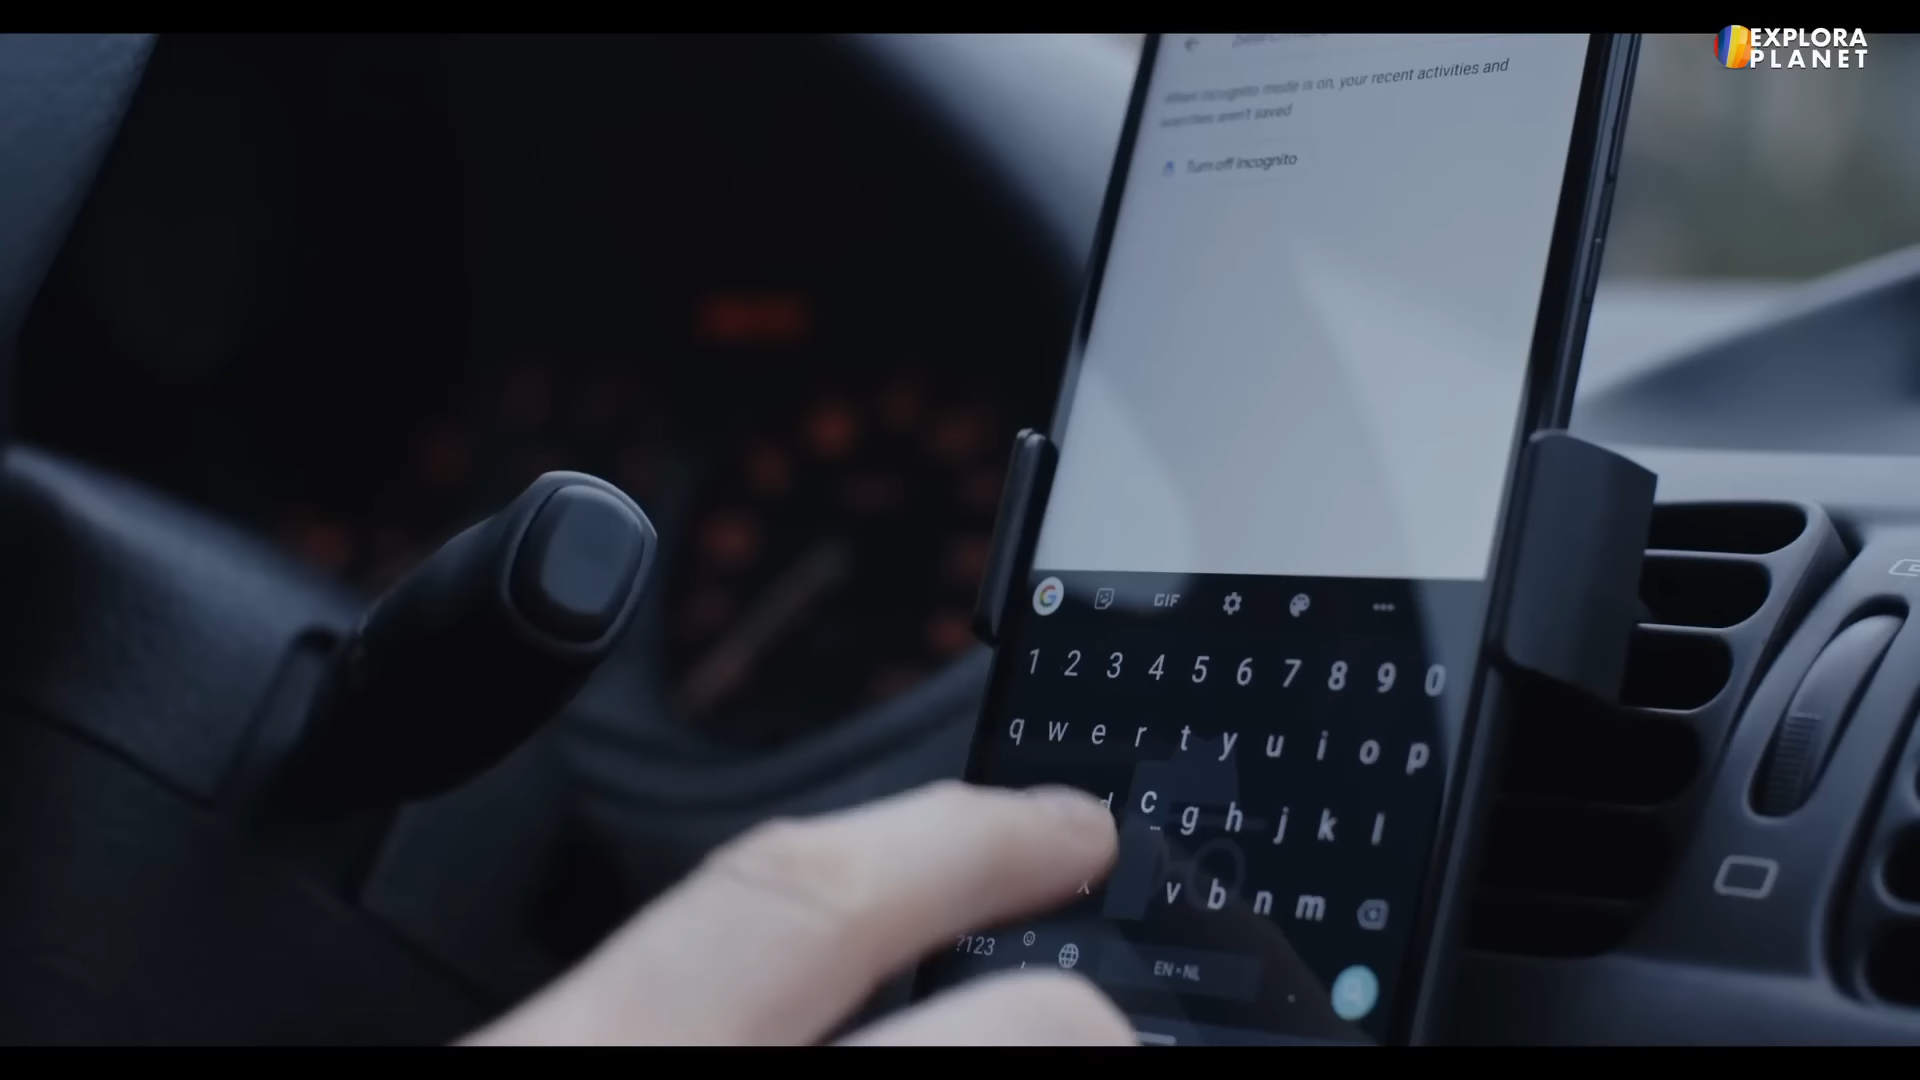 EXPLORA
PLANET
When Incognito mode is on, your recent activities and
searches aren't saved
Turn off Incognito
G GIF
1 2 3 4 5 6 7 8 9 0
q w e r t y u i o p
d c g h j k l
x v b n m
?123 EN • NL .